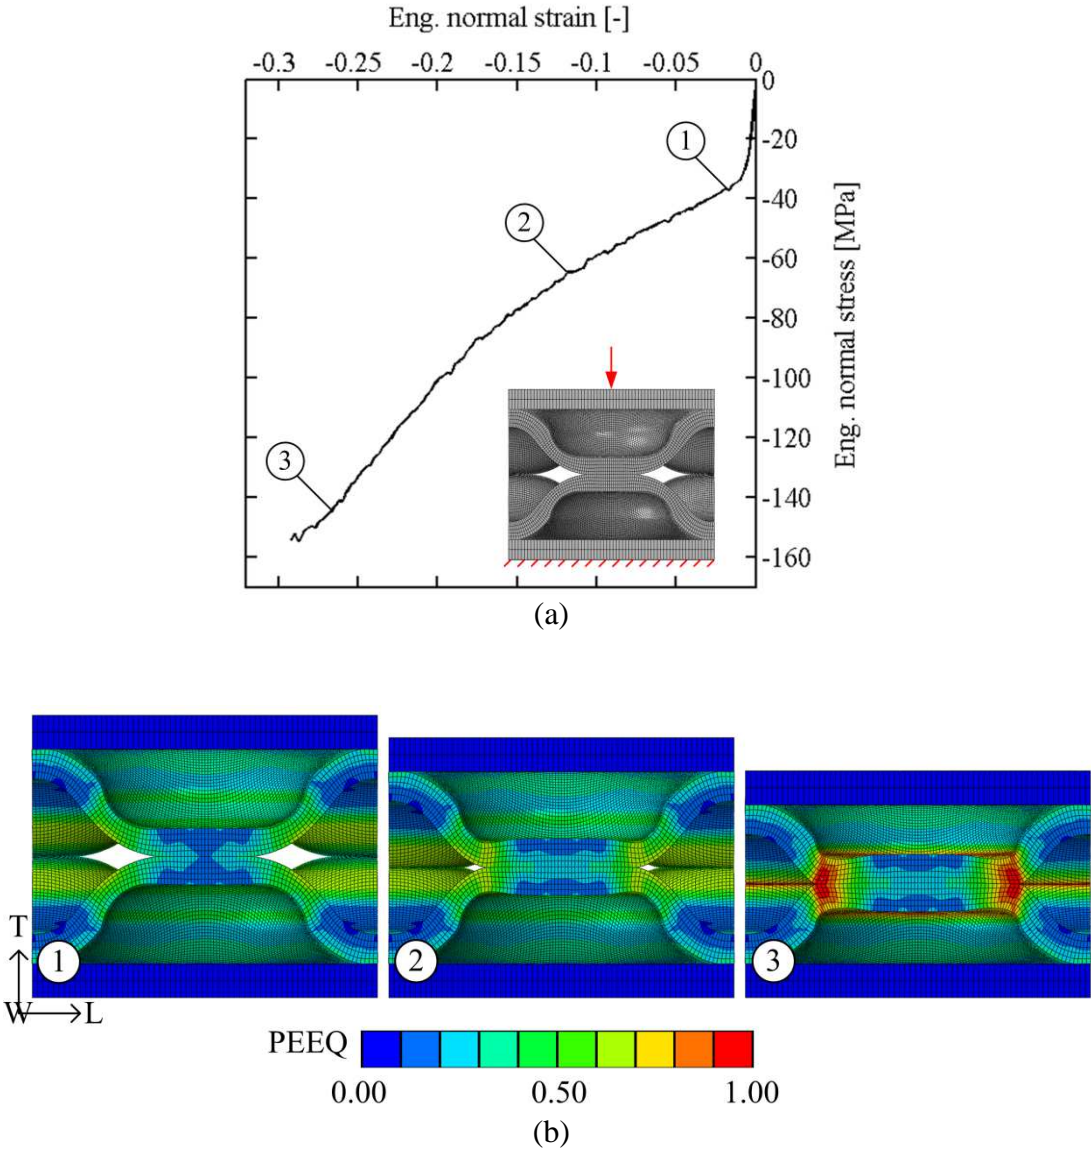 Eng. normal strain [-]
-0.3 -0.25 -0.2 -0.15 -0.1 -0.05 0
0
-20
-40
-60
-80
-100
-120
-140
-160
Eng. normal stress [MPa]
1
2
3
(a)
T
W L
1
2
3
PEEQ
0.00 0.50 1.00
(b)